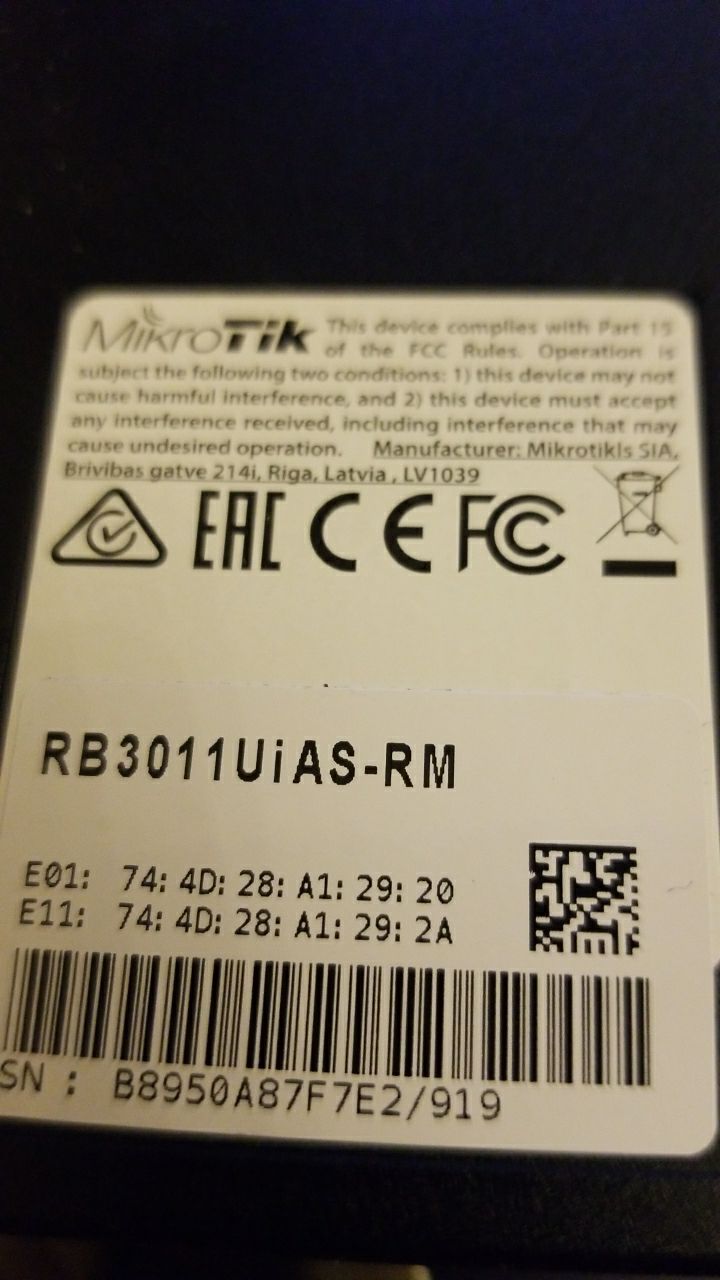 MikroTik This device complies with Part 15
of the FCC Rules. Operation is
subject the following two conditions: 1) this device may not
cause harmful interference, and 2) this device must accept
any interference received, including interference that may
cause undesired operation. Manufacturer: Mikrotikls SIA,
Brivibas gatve 214i, Riga, Latvia , LV1039
EAC CE FC
RB3011UiAS-RM
E01: 74: 4D: 28: A1: 29: 20
E11: 74: 4D: 28: A1: 29: 2A
SN : B8950A87F7E2/919